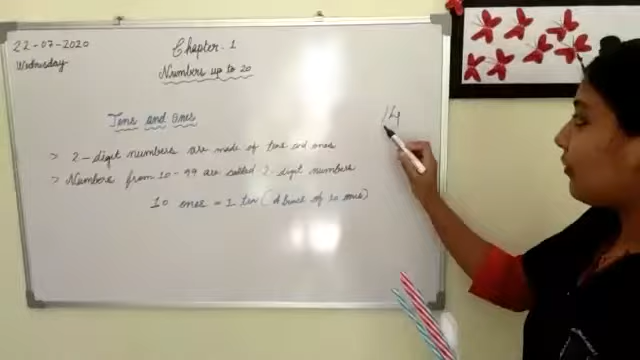 22-07-2020
Wednesday
Chapter - 1
Numbers up to 20
Tens and Ones
> 2-digit numbers are made of tens and ones
> Numbers from 10-99 are called 2-digit numbers
10 ones = 1 ten (A bunch of 10 ones)
14